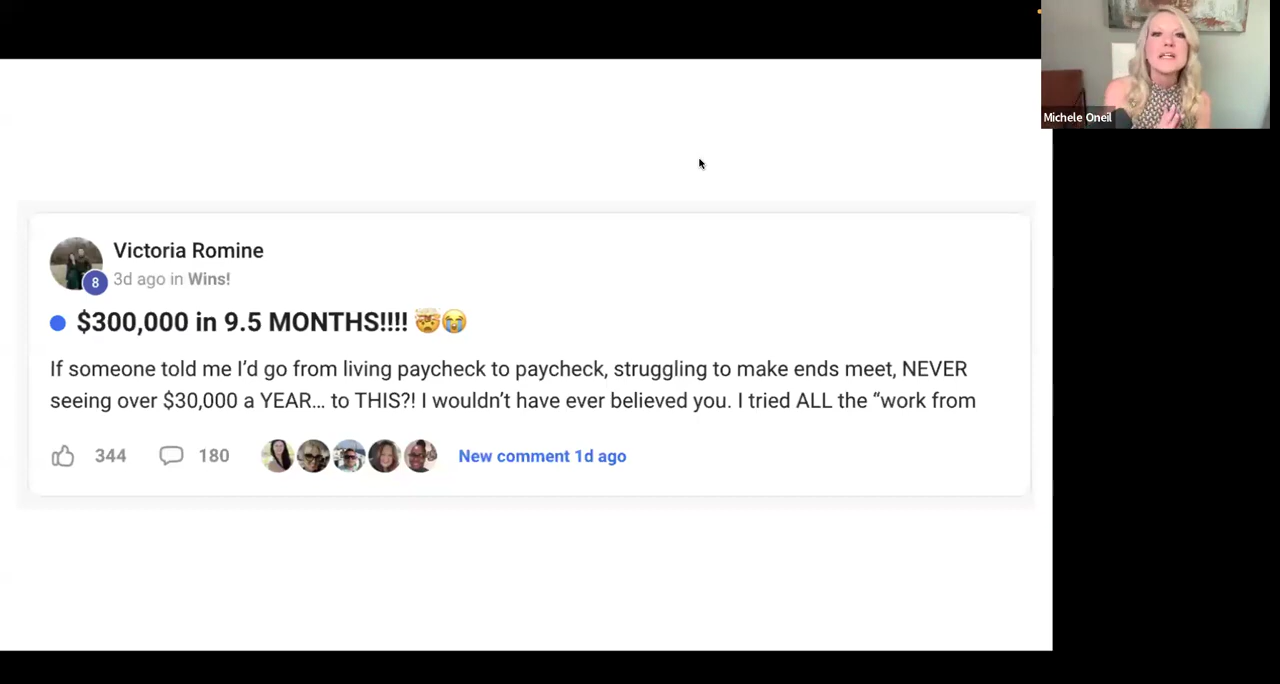 Michele Oneil
Victoria Romine
8
3d ago in Wins!
$300,000 in 9.5 MONTHS!!!! 🤯😭
If someone told me I'd go from living paycheck to paycheck, struggling to make ends meet, NEVER
seeing over $30,000 a YEAR… to THIS?! I wouldn't have ever believed you. I tried ALL the “work from
344 180 New comment 1d ago